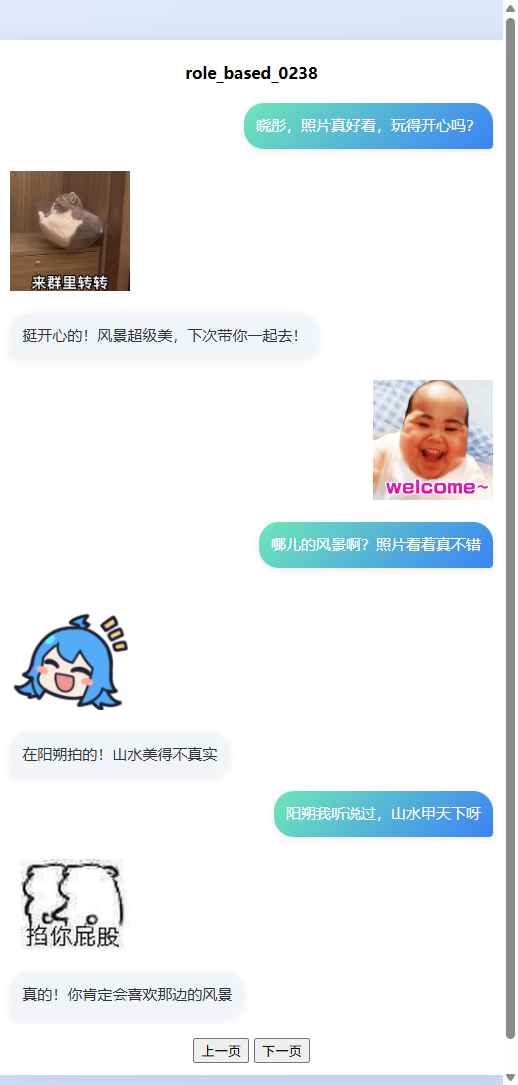 role_based_0238
晓彤，照片真好看，玩得开心吗？
来群里转转
挺开心的！风景超级美，下次带你一起去！
welcome~
哪儿的风景啊？照片看着真不错
在阳朔拍的！山水美得不真实
阳朔我听说过，山水甲天下呀
掐你屁股
真的！你肯定会喜欢那边的风景
上一页 下一页